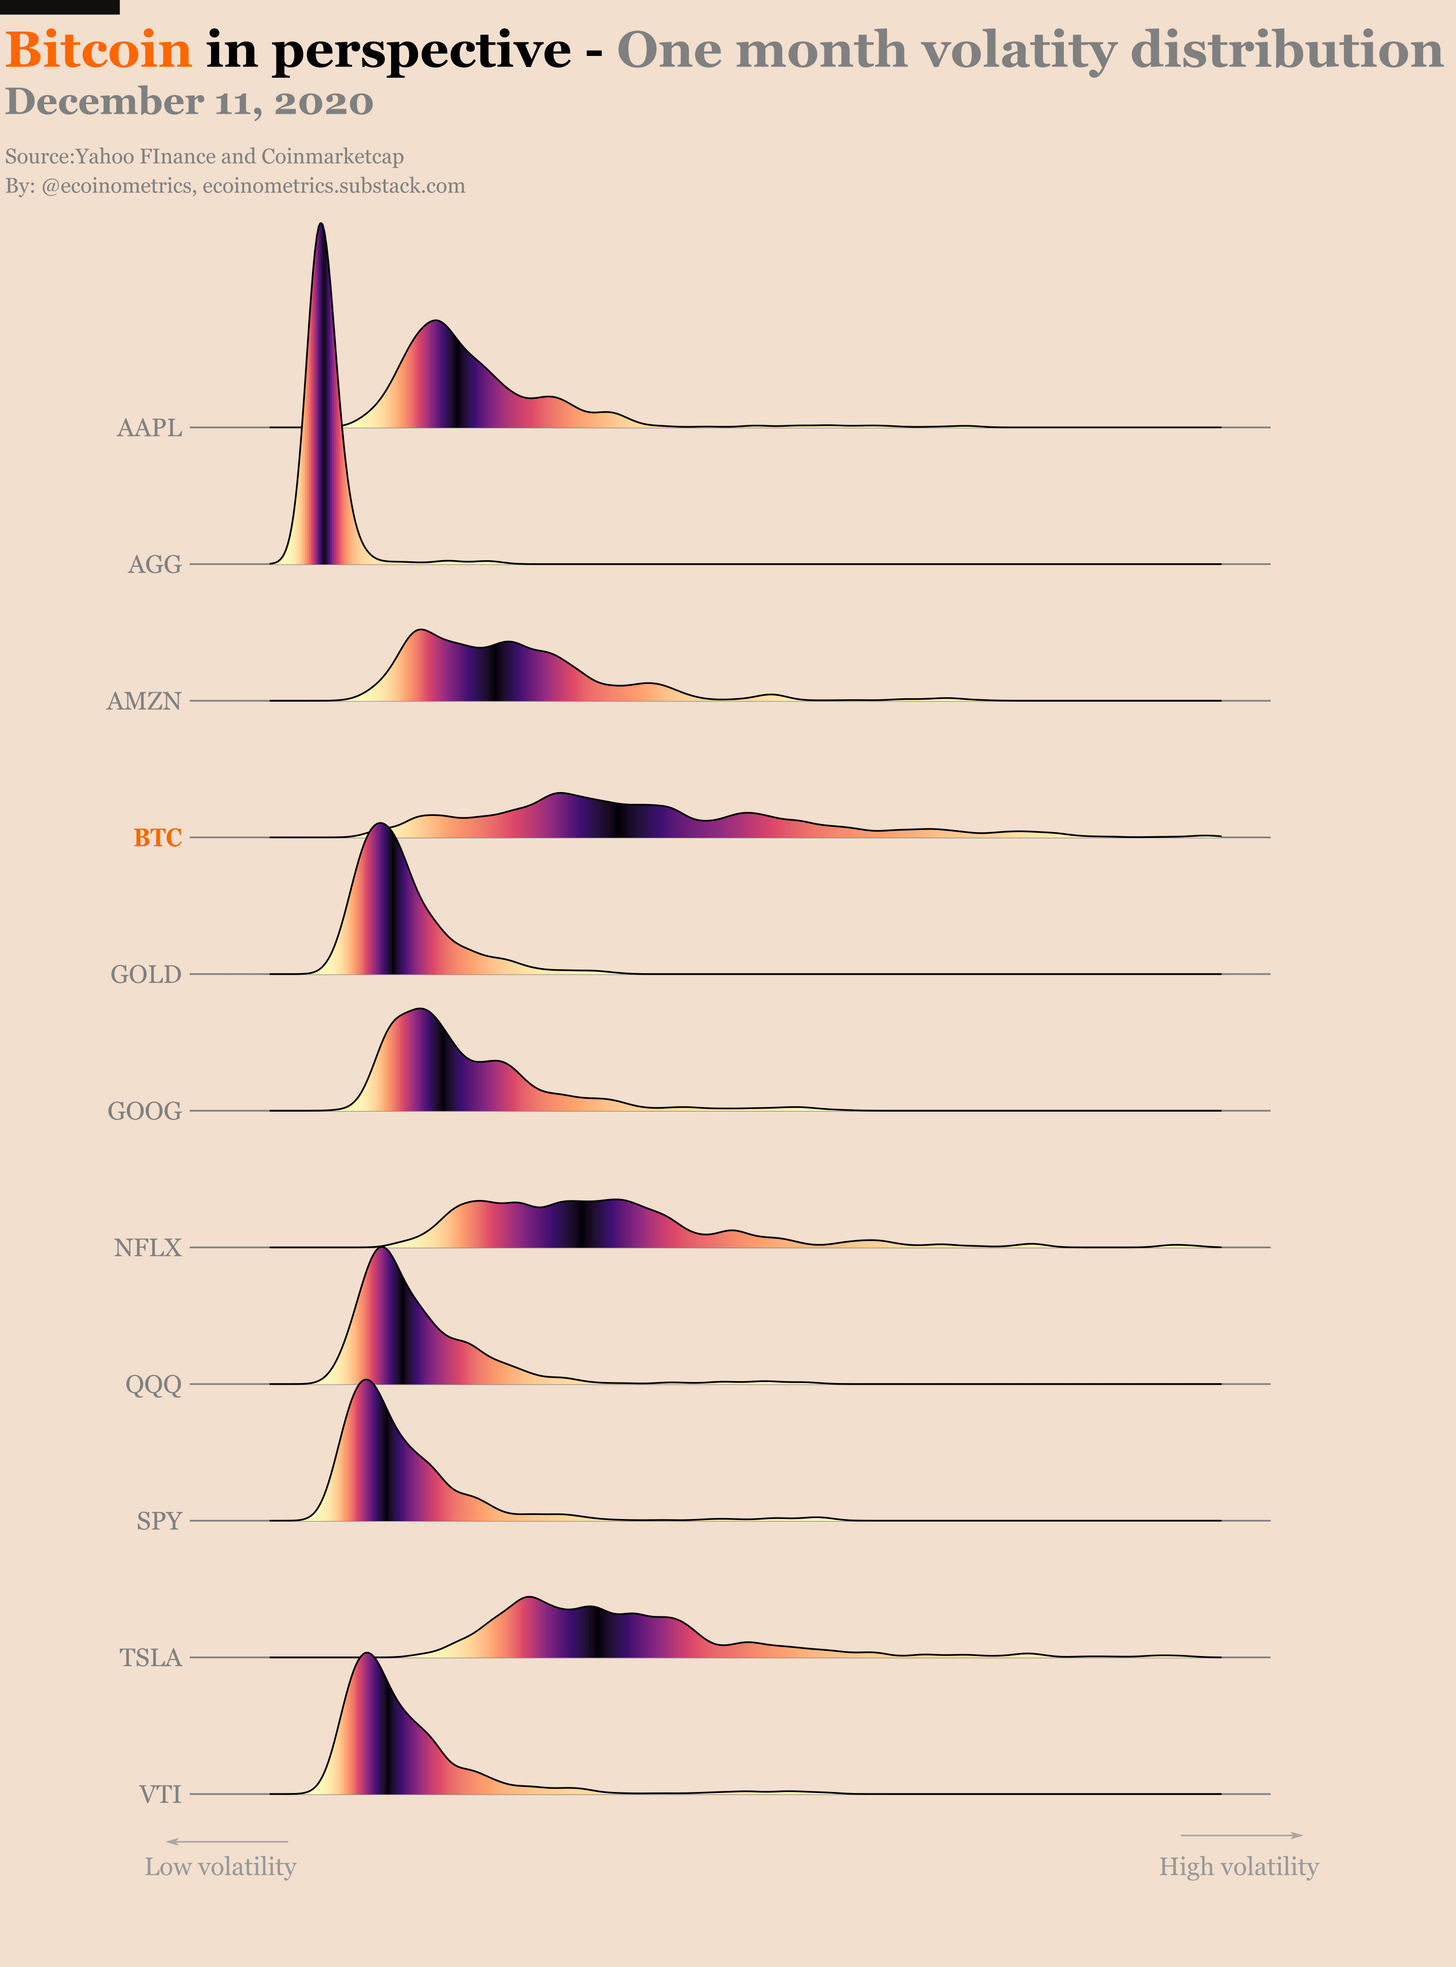 Bitcoin in perspective - One month volatity distribution
December 11, 2020
Source:Yahoo FInance and Coinmarketcap
By: @ecoinometrics, ecoinometrics.substack.com
AAPL
AGG
AMZN
BTC
GOLD
GOOG
NFLX
QQQ
SPY
TSLA
VTI
Low volatility
High volatility